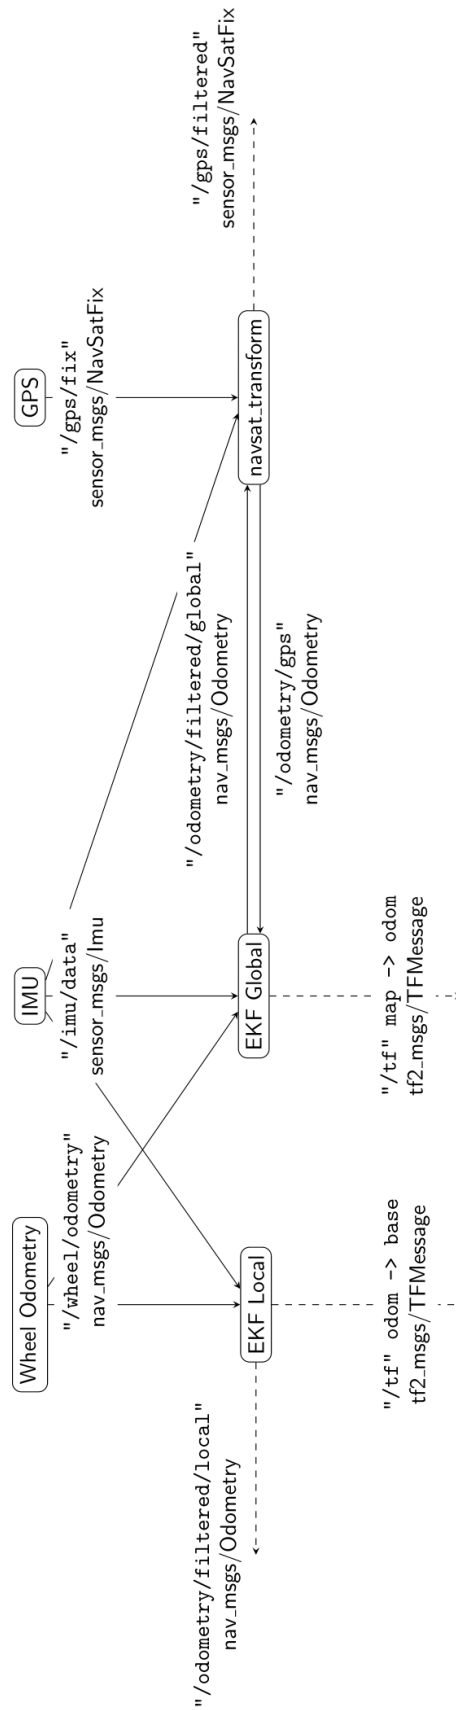 Wheel Odometry
IMU
GPS
"/wheel/odometry"
nav_msgs/Odometry
"/imu/data"
sensor_msgs/Imu
"/gps/fix"
sensor_msgs/NavSatFix
"/odometry/filtered/local"
nav_msgs/Odometry
EKF Local
EKF Global
"/odometry/filtered/global"
nav_msgs/Odometry
navsat_transform
"/gps/filtered"
sensor_msgs/NavSatFix
"/odometry/gps"
nav_msgs/Odometry
"/tf" odom -> base
tf2_msgs/TFMessage
"/tf" map -> odom
tf2_msgs/TFMessage